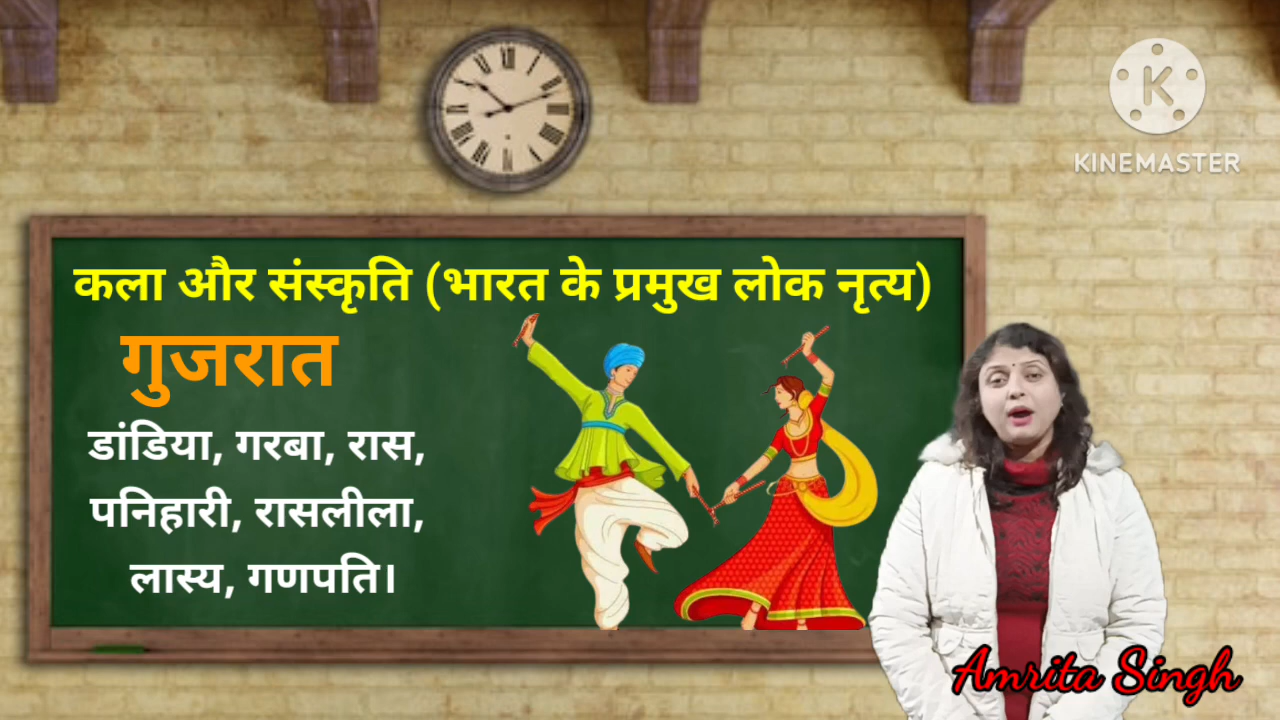 K
KINEMASTER
कला और संस्कृति (भारत के प्रमुख लोक नृत्य)
गुजरात
डांडिया, गरबा, रास,
पनिहारी, रासलीला,
लास्य, गणपति।
Amrita Singh